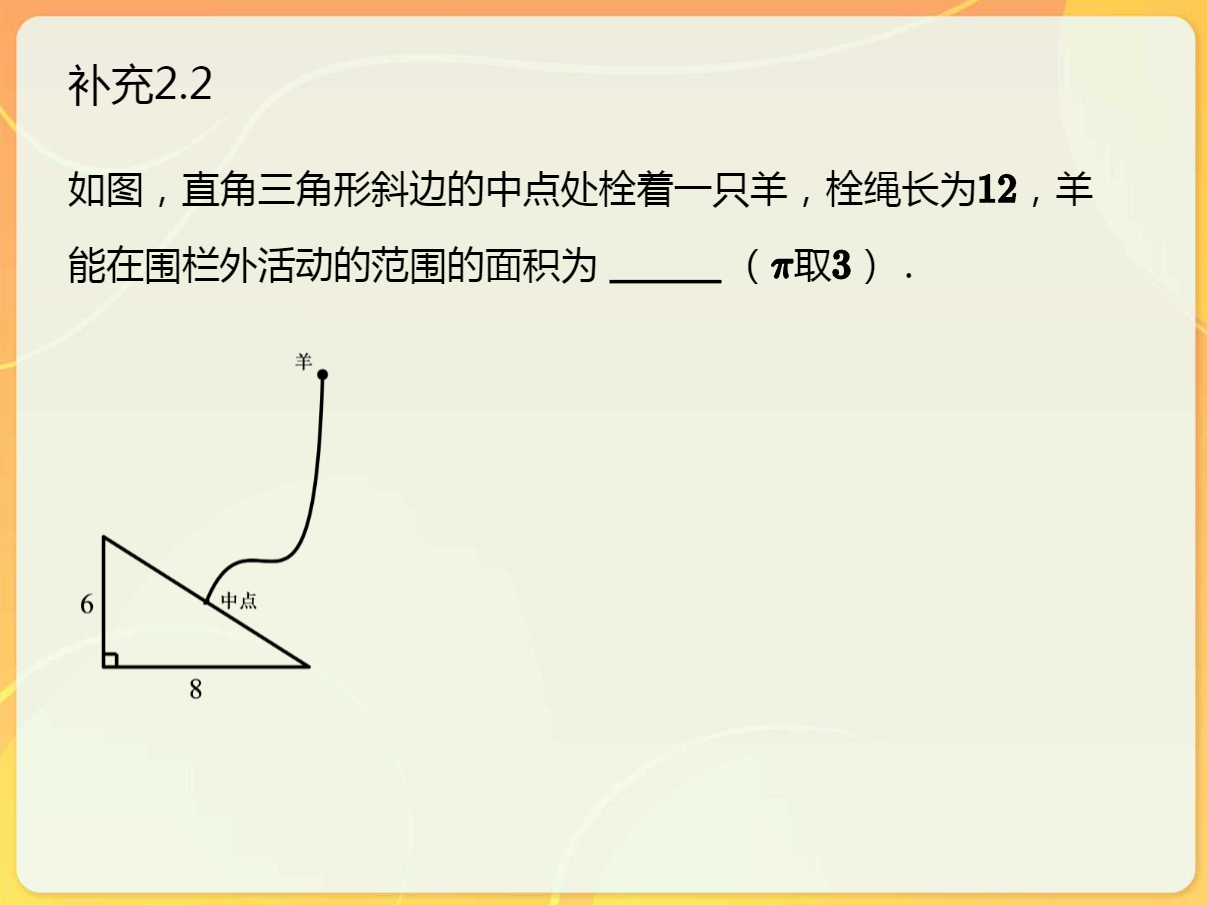 补充2.2
如图，直角三角形斜边的中点处栓着一只羊，栓绳长为12，羊
能在围栏外活动的范围的面积为 ______ （π取3）．
羊
中点
6
8